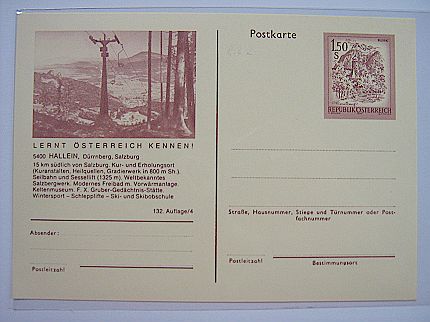 Postkarte
1.50
S
REPUBLIK ÖSTERREICH
LERNT ÖSTERREICH KENNEN!
5400 HALLEIN, Dürrnberg, Salzburg
15 km südlich von Salzburg. Kur- und Erholungsort
(Kuranstalten, Heilquellen, Gradierwerk in 800 m Sh.).
Seilbahn und Sessellift (1325 m). Weltbekanntes
Salzbergwerk. Modernes Freibad m. Vorwärmanlage.
Keltenmuseum. F. X. Gruber-Gedächtnis-Stätte.
Wintersport – Schlepplifte – Ski- und Skibobschule
132. Auflage/4
Absender:
Postleitzahl
Straße, Hausnummer, Stiege und Türnummer oder Post-
fachnummer
Postleitzahl
Bestimmungsort